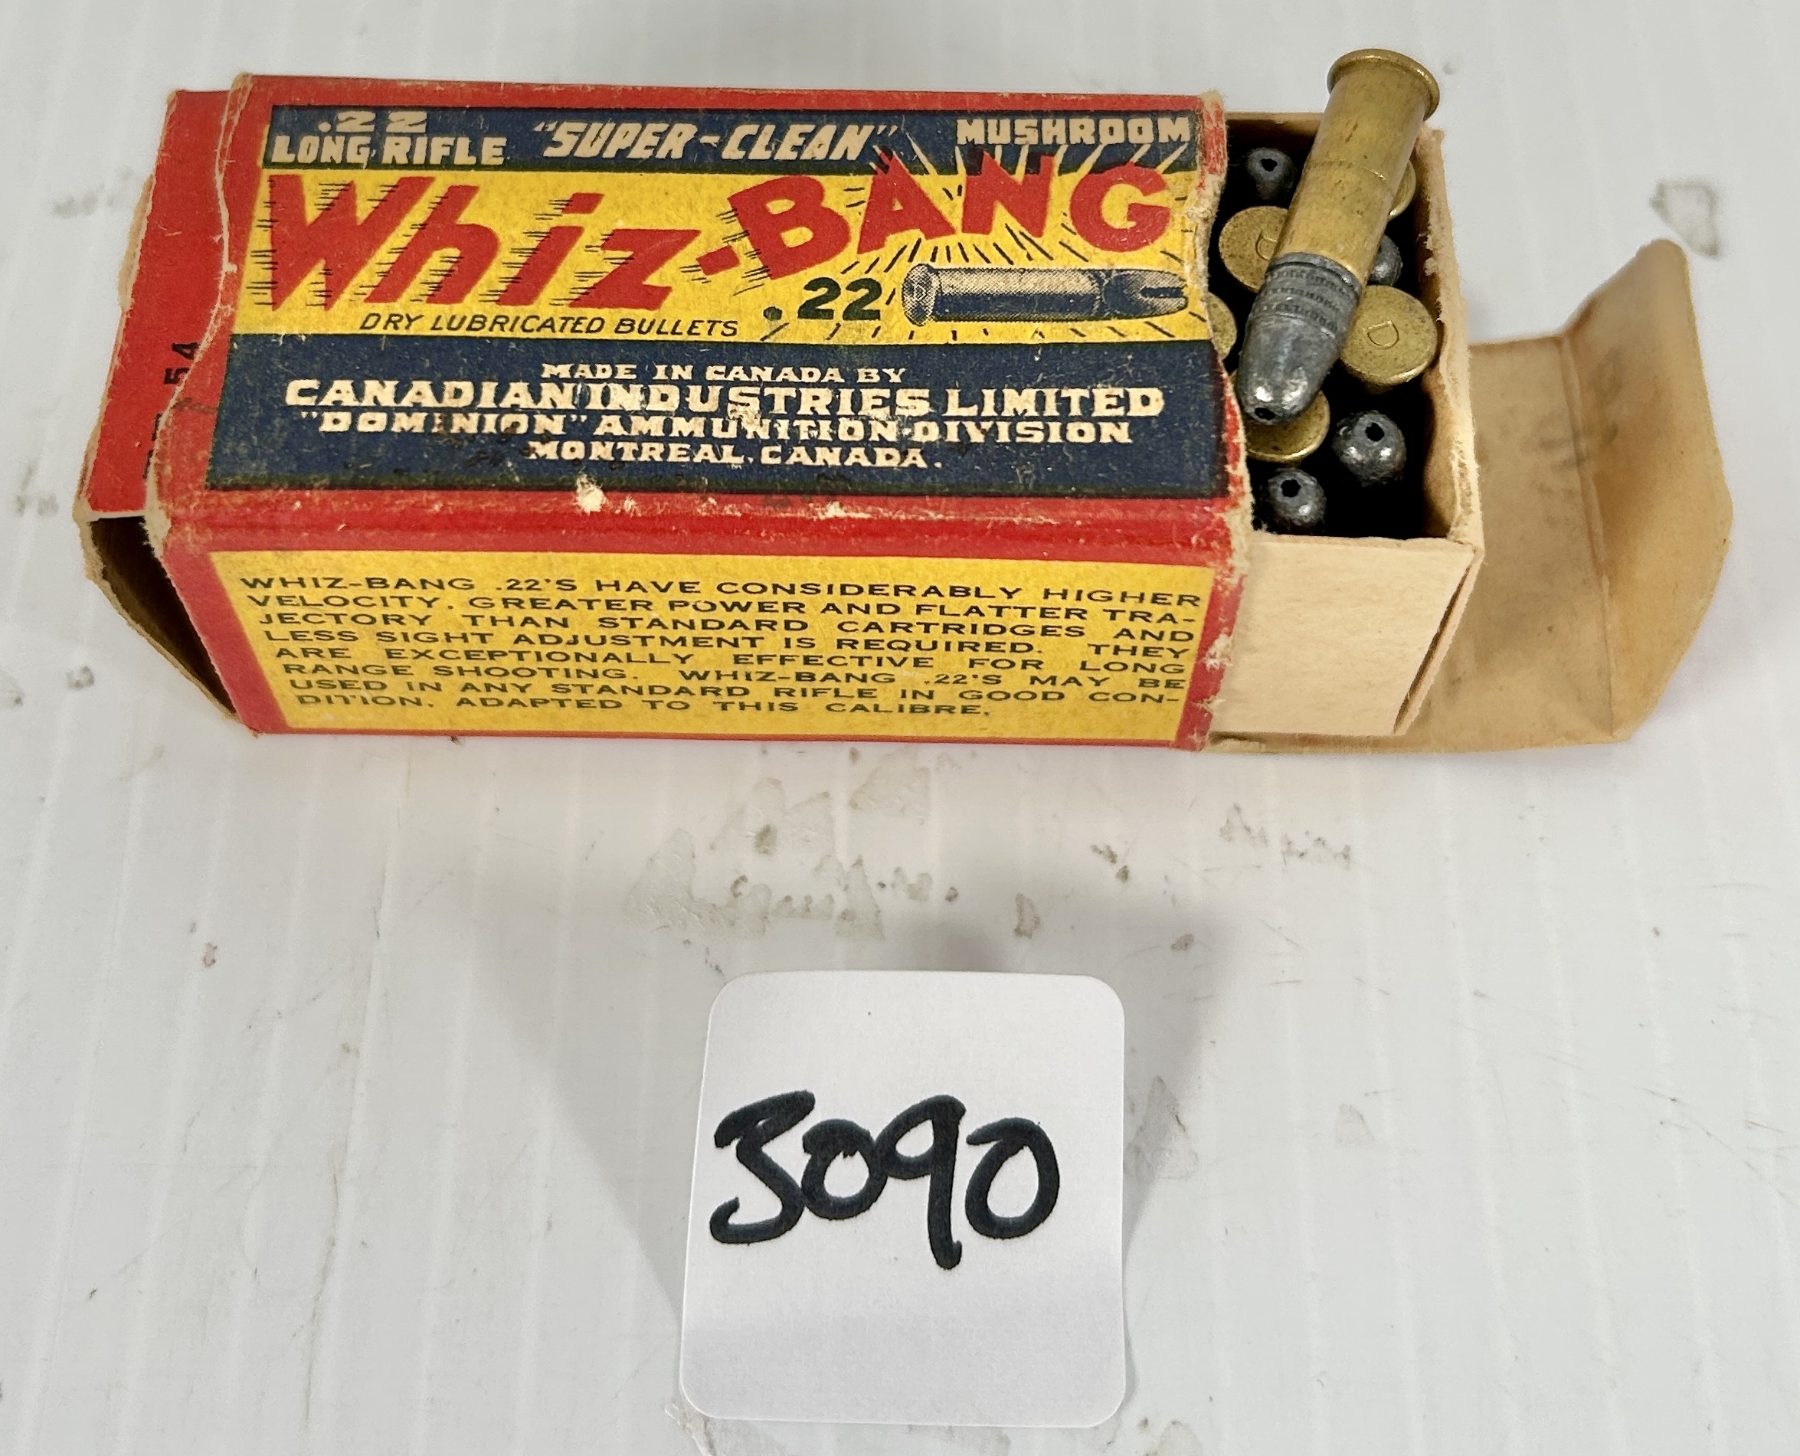 .22
LONG RIFLE "SUPER-CLEAN" MUSHROOM
Whiz-BANG
DRY LUBRICATED BULLETS .22
MADE IN CANADA BY
CANADIAN INDUSTRIES LIMITED
"DOMINION" AMMUNITION DIVISION
MONTREAL, CANADA.
WHIZ-BANG .22'S HAVE CONSIDERABLY HIGHER
VELOCITY, GREATER POWER AND FLATTER TRA-
JECTORY THAN STANDARD CARTRIDGES AND
LESS SIGHT ADJUSTMENT IS REQUIRED. THEY
ARE EXCEPTIONALLY EFFECTIVE FOR LONG
RANGE SHOOTING. WHIZ-BANG .22'S MAY BE
USED IN ANY STANDARD RIFLE IN GOOD CON-
DITION, ADAPTED TO THIS CALIBRE.
54
D
D
3090